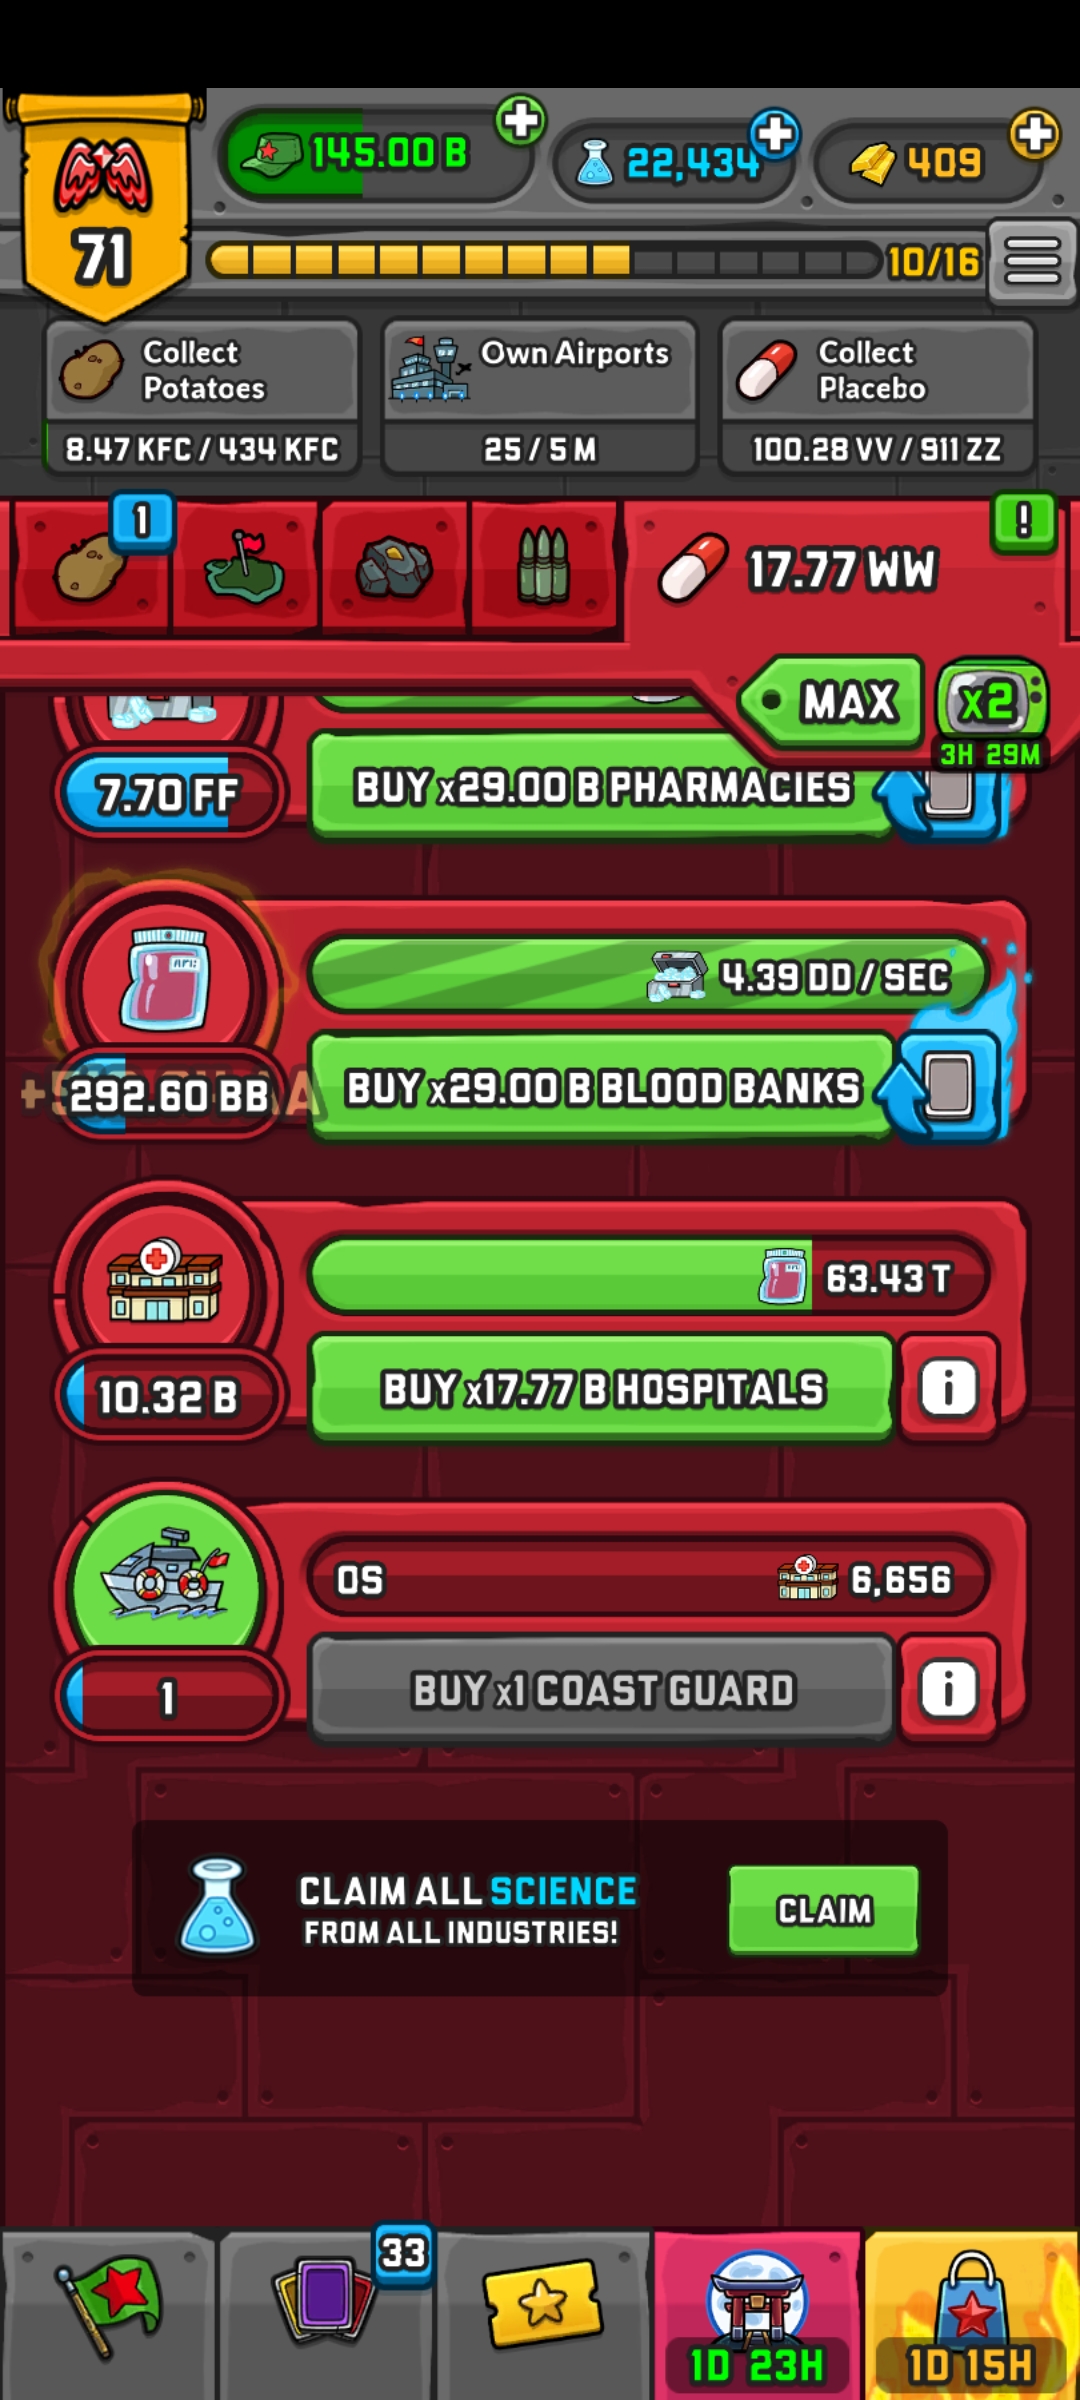 145.00 B
22,434
409
71
10/16
Collect
Potatoes
8.47 KFC / 434 KFC
Own Airports
25 / 5 M
Collect
Placebo
100.28 VV / 911 ZZ
1
!
17.77 WW
MAX
x2
3H 29M
7.70 FF
BUY x29.00 B PHARMACIES
4.39 DD / SEC
292.60 BB
BUY x29.00 B BLOOD BANKS
63.43 T
10.32 B
BUY x17.77 B HOSPITALS
i
0S
6,656
1
BUY x1 COAST GUARD
i
CLAIM ALL SCIENCE
FROM ALL INDUSTRIES!
CLAIM
33
1D 23H
1D 15H